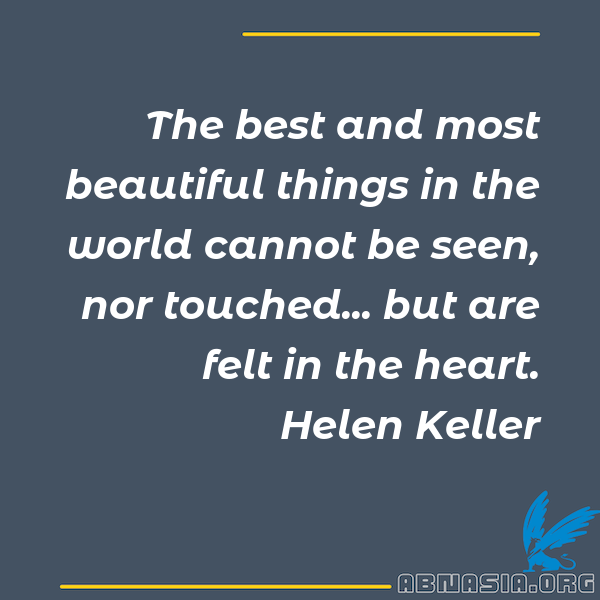 The best and most
beautiful things in the
world cannot be seen,
nor touched... but are
felt in the heart.
Helen Keller
ABNASIA.ORG